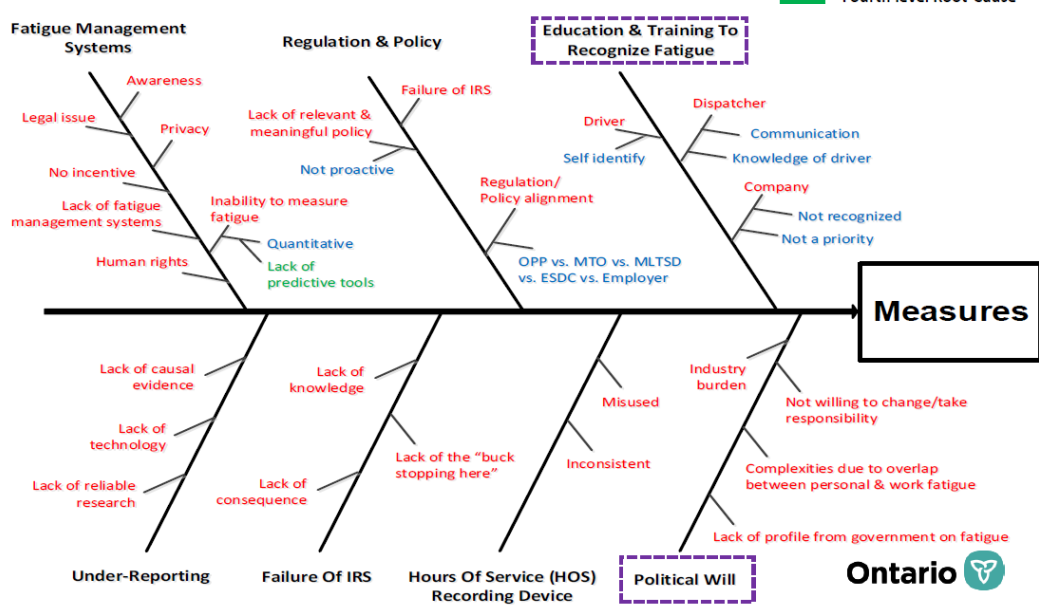 Fourth level Root Cause
Fatigue Management
Systems
Regulation & Policy
Education & Training To
Recognize Fatigue
Awareness
Legal issue
Privacy
No incentive
Lack of fatigue
management systems
Inability to measure
fatigue
Quantitative
Lack of
predictive tools
Human rights
Failure of IRS
Lack of relevant &
meaningful policy
Not proactive
Regulation/
Policy alignment
OPP vs. MTO vs. MLTSD
vs. ESDC vs. Employer
Driver
Self identify
Dispatcher
Communication
Knowledge of driver
Company
Not recognized
Not a priority
Measures
Lack of causal
evidence
Lack of
technology
Lack of reliable
research
Lack of
knowledge
Lack of the “buck
stopping here”
Lack of
consequence
Misused
Inconsistent
Industry
burden
Not willing to change/take
responsibility
Complexities due to overlap
between personal & work fatigue
Lack of profile from government on fatigue
Under-Reporting
Failure Of IRS
Hours Of Service (HOS)
Recording Device
Political Will
Ontario